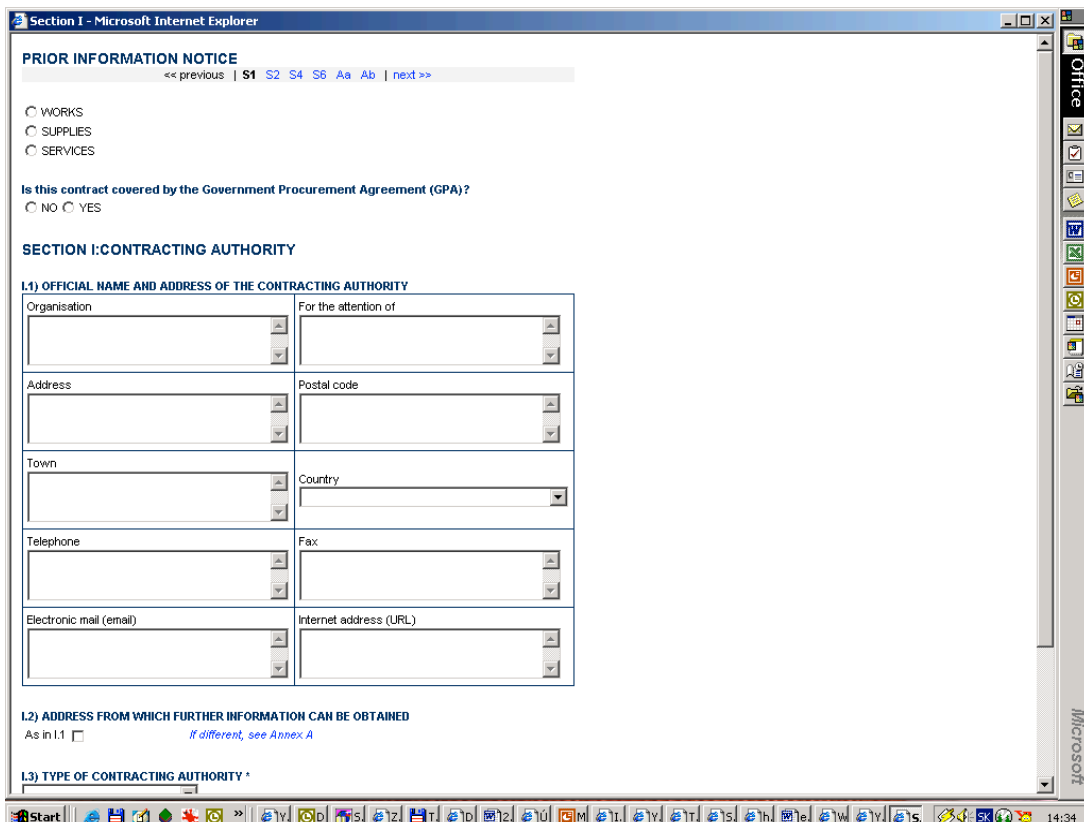 Section I - Microsoft Internet Explorer
PRIOR INFORMATION NOTICE
<< previous | S1 S2 S4 S6 Aa Ab | next >>
WORKS
SUPPLIES
SERVICES
Is this contract covered by the Government Procurement Agreement (GPA)?
NO YES
SECTION I:CONTRACTING AUTHORITY
I.1) OFFICIAL NAME AND ADDRESS OF THE CONTRACTING AUTHORITY
Organisation For the attention of
Address Postal code
Town
Country
Telephone Fax
Electronic mail (email) Internet address (URL)
I.2) ADDRESS FROM WHICH FURTHER INFORMATION CAN BE OBTAINED
As in I.1 If different, see Annex A
I.3) TYPE OF CONTRACTING AUTHORITY *
Office
Microsoft
Start » SK 14:34